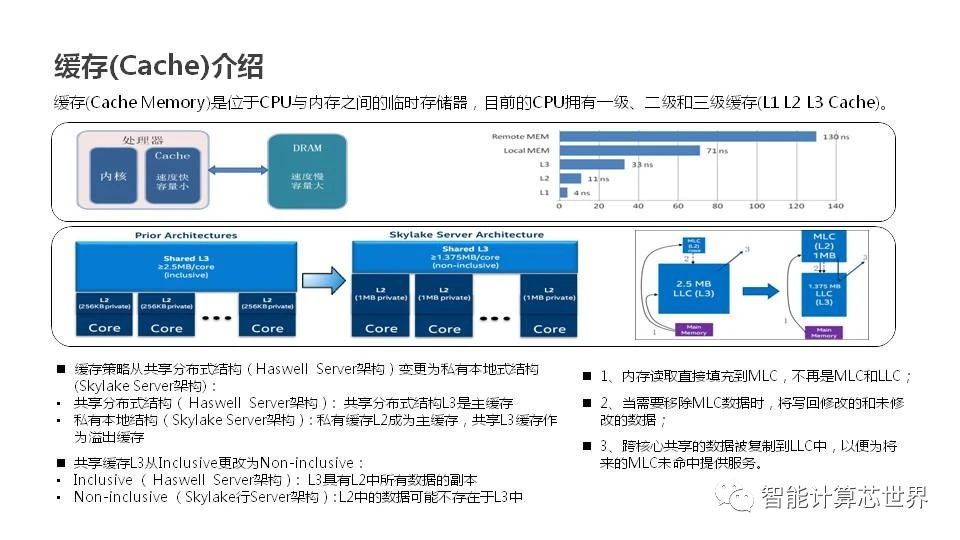 缓存(Cache)介绍
缓存(Cache Memory)是位于CPU与内存之间的临时存储器，目前的CPU拥有一级、二级和三级缓存(L1 L2 L3 Cache)。
处理器
内核
Cache
速度快
容量小
DRAM
速度慢
容量大
Remote MEM
130 ns
Local MEM
71 ns
L3
33 ns
L2
11 ns
L1
4 ns
0 20 40 60 80 100 120 140
Prior Architectures
Shared L3
≥2.5MB/core
(inclusive)
L2
(256KB private)
Core
L2
(256KB private)
Core
•••
L2
(256KB private)
Core
Skylake Server Architecture
Shared L3
≥1.375MB/core
(non-inclusive)
L2
(1MB private)
Core
L2
(1MB private)
Core
•••
L2
(1MB private)
Core
MLC
(L2)
2
3
2.5 MB
LLC (L3)
1
Main
Memory
MLC
(L2)
1MB
2
3
1.375 MB
LLC
(L3)
1
Main
Memory
■ 缓存策略从共享分布式结构（Haswell Server架构）变更为私有本地式结构
(Skylake Server架构)：
• 共享分布式结构（ Haswell Server架构）：共享分布式结构L3是主缓存
• 私有本地结构（Skylake Server架构）：私有缓存L2成为主缓存，共享L3缓存作
为溢出缓存
■ 共享缓存L3从Inclusive更改为Non-inclusive：
• Inclusive （ Haswell Server架构）：L3具有L2中所有数据的副本
• Non-inclusive （Skylake行Server架构）：L2中的数据可能不存在于L3中
■ 1、内存读取直接填充到MLC，不再是MLC和LLC；
■ 2、当需要移除MLC数据时，将写回修改的和未修
改的数据；
■ 3、跨核心共享的数据被复制到LLC中，以便为将
来的MLC未命中提供服务。
智能计算芯世界